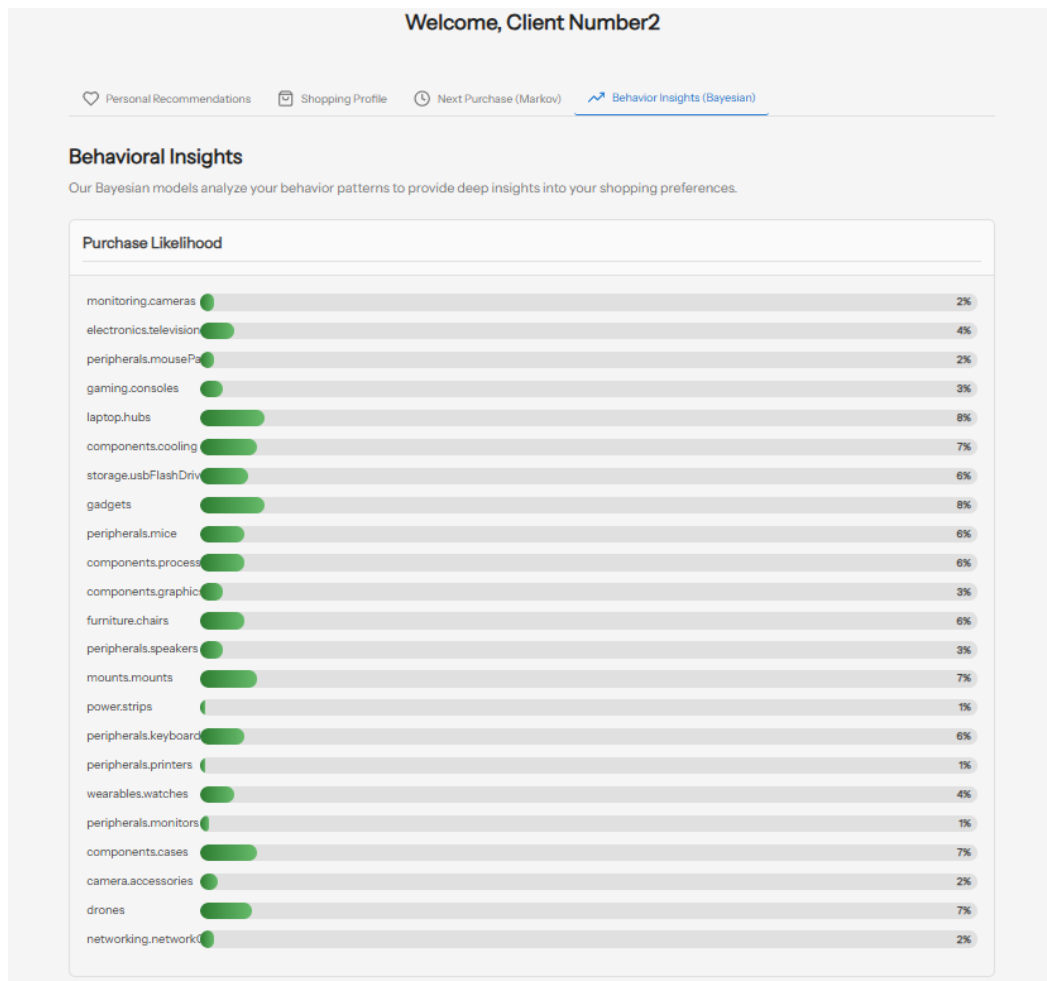 Welcome, Client Number2
Personal Recommendations Shopping Profile Next Purchase (Markov) Behavior Insights (Bayesian)
Behavioral Insights
Our Bayesian models analyze your behavior patterns to provide deep insights into your shopping preferences.
Purchase Likelihood
monitoring.cameras 2%
electronics.television 4%
peripherals.mousePa 2%
gaming.consoles 3%
laptop.hubs 8%
components.cooling 7%
storage.usbFlashDriv 6%
gadgets 8%
peripherals.mice 6%
components.process 6%
components.graphic 3%
furniture.chairs 6%
peripherals.speakers 3%
mounts.mounts 7%
power.strips 1%
peripherals.keyboard 6%
peripherals.printers 1%
wearables.watches 4%
peripherals.monitors 1%
components.cases 7%
camera.accessories 2%
drones 7%
networking.network 2%